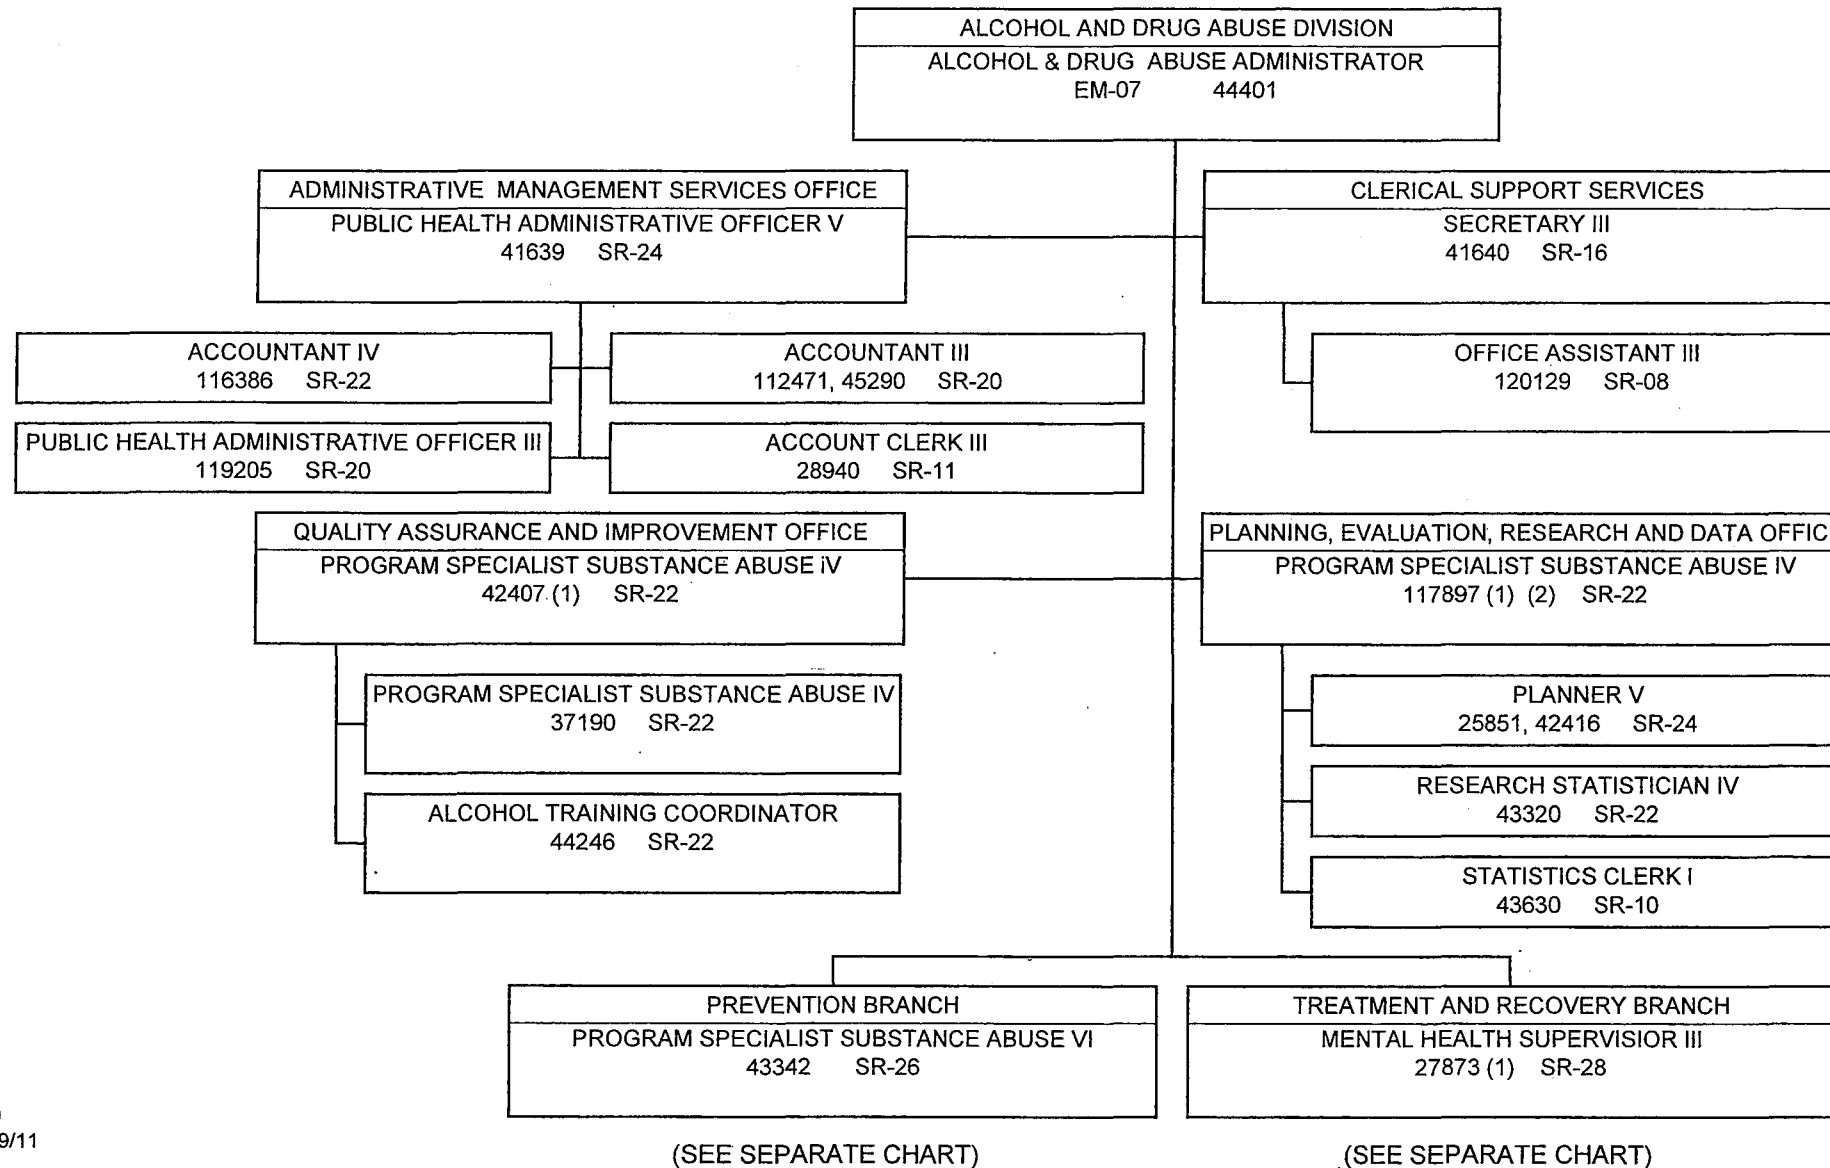 ALCOHOL AND DRUG ABUSE DIVISION
ALCOHOL & DRUG ABUSE ADMINISTRATOR
EM-07 44401
ADMINISTRATIVE MANAGEMENT SERVICES OFFICE
PUBLIC HEALTH ADMINISTRATIVE OFFICER V
41639 SR-24
CLERICAL SUPPORT SERVICES
SECRETARY III
41640 SR-16
ACCOUNTANT IV
116386 SR-22
ACCOUNTANT III
112471, 45290 SR-20
OFFICE ASSISTANT III
120129 SR-08
PUBLIC HEALTH ADMINISTRATIVE OFFICER III
119205 SR-20
ACCOUNT CLERK III
28940 SR-11
QUALITY ASSURANCE AND IMPROVEMENT OFFICE
PROGRAM SPECIALIST SUBSTANCE ABUSE IV
42407 (1) SR-22
PLANNING, EVALUATION, RESEARCH AND DATA OFFIC
PROGRAM SPECIALIST SUBSTANCE ABUSE IV
117897 (1) (2) SR-22
PROGRAM SPECIALIST SUBSTANCE ABUSE IV
37190 SR-22
ALCOHOL TRAINING COORDINATOR
44246 SR-22
PLANNER V
25851, 42416 SR-24
RESEARCH STATISTICIAN IV
43320 SR-22
STATISTICS CLERK I
43630 SR-10
PREVENTION BRANCH
PROGRAM SPECIALIST SUBSTANCE ABUSE VI
43342 SR-26
TREATMENT AND RECOVERY BRANCH
MENTAL HEALTH SUPERVISIOR III
27873 (1) SR-28
9/11
(SEE SEPARATE CHART)
(SEE SEPARATE CHART)